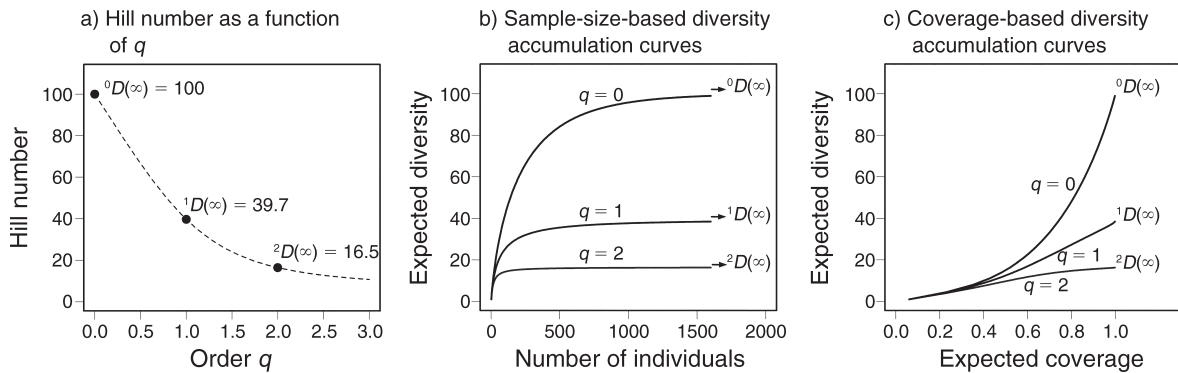 a) Hill number as a function
of q
Hill number
100
80
60
40
20
0
⁰D(∞) = 100
¹D(∞) = 39.7
²D(∞) = 16.5
0.0 0.5 1.0 1.5 2.0 2.5 3.0
Order q
b) Sample-size-based diversity
accumulation curves
Expected diversity
100
80
60
40
20
0
q = 0
⁰D(∞)
q = 1
¹D(∞)
q = 2
²D(∞)
0 500 1000 1500 2000
Number of individuals
c) Coverage-based diversity
accumulation curves
Expected diversity
100
80
60
40
20
0
⁰D(∞)
q = 0
¹D(∞)
q = 1
²D(∞)
q = 2
0.0 0.2 0.4 0.6 0.8 1.0
Expected coverage